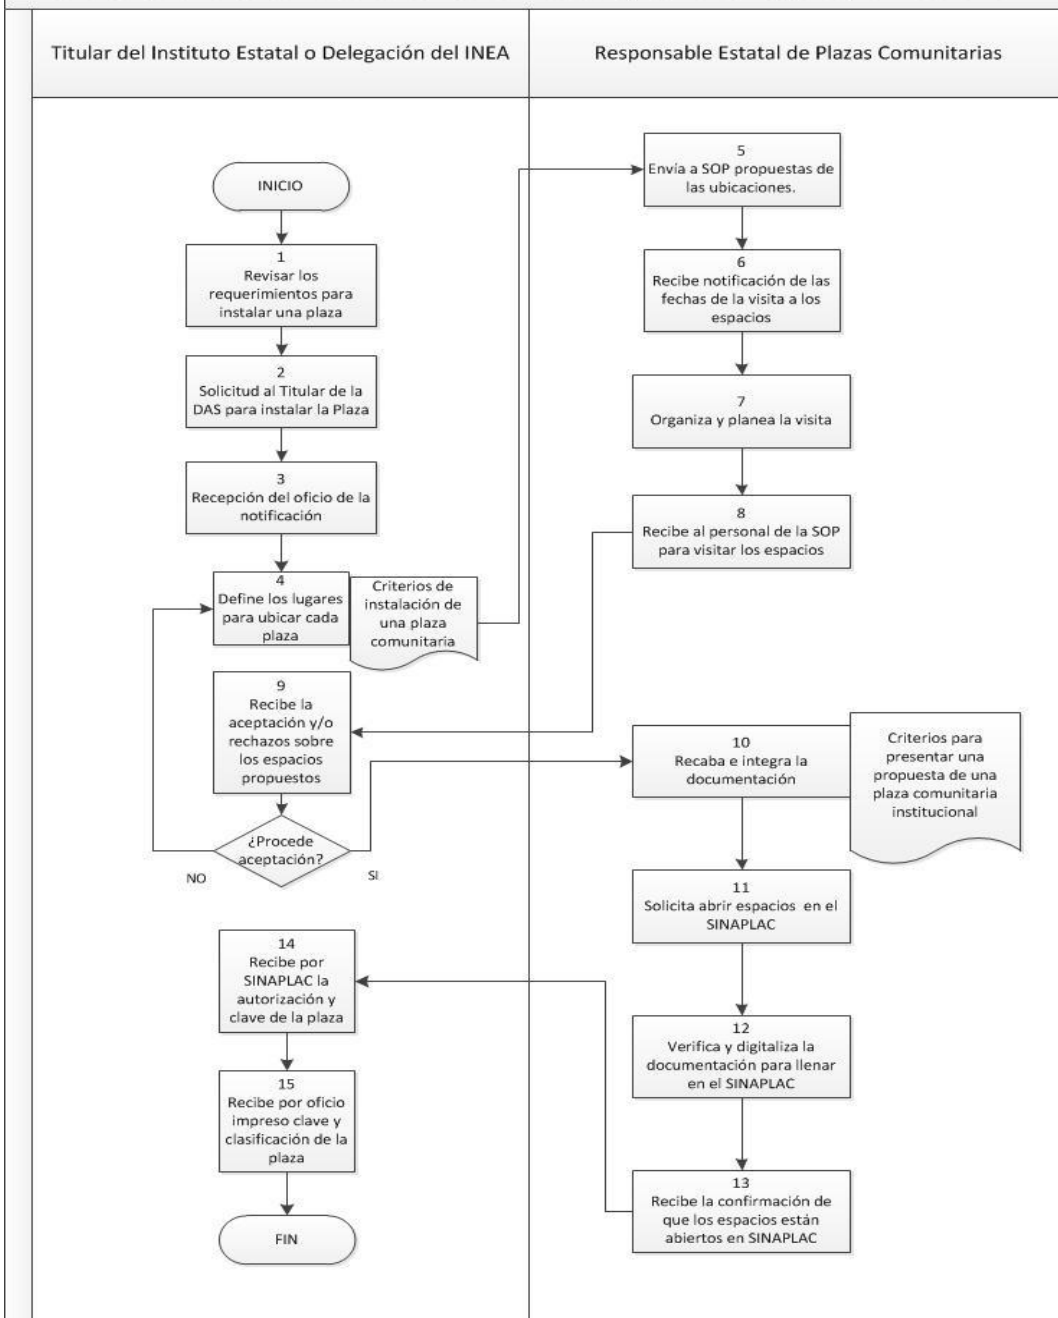 Titular del Instituto Estatal o Delegación del INEA
Responsable Estatal de Plazas Comunitarias
INICIO
1
Revisar los
requerimientos para
instalar una plaza
2
Solicitud al Titular de la
DAS para instalar la Plaza
3
Recepción del oficio de la
notificación
4
Define los lugares
para ubicar cada
plaza
Criterios de
instalación de
una plaza
comunitaria
5
Envía a SOP propuestas de
las ubicaciones.
6
Recibe notificación de las
fechas de la visita a los
espacios
7
Organiza y planea la visita
8
Recibe al personal de la SOP
para visitar los espacios
9
Recibe la
aceptación y/o
rechazos sobre
los espacios
propuestos
¿Procede
aceptación?
NO
SI
10
Recaba e integra la
documentación
Criterios para
presentar una
propuesta de una
plaza comunitaria
institucional
11
Solicita abrir espacios en el
SINAPLAC
12
Verifica y digitaliza la
documentación para llenar
en el SINAPLAC
13
Recibe la confirmación de
que los espacios están
abiertos en SINAPLAC
14
Recibe por
SINAPLAC la
autorización y
clave de la plaza
15
Recibe por oficio
impreso clave y
clasificación de la
plaza
FIN